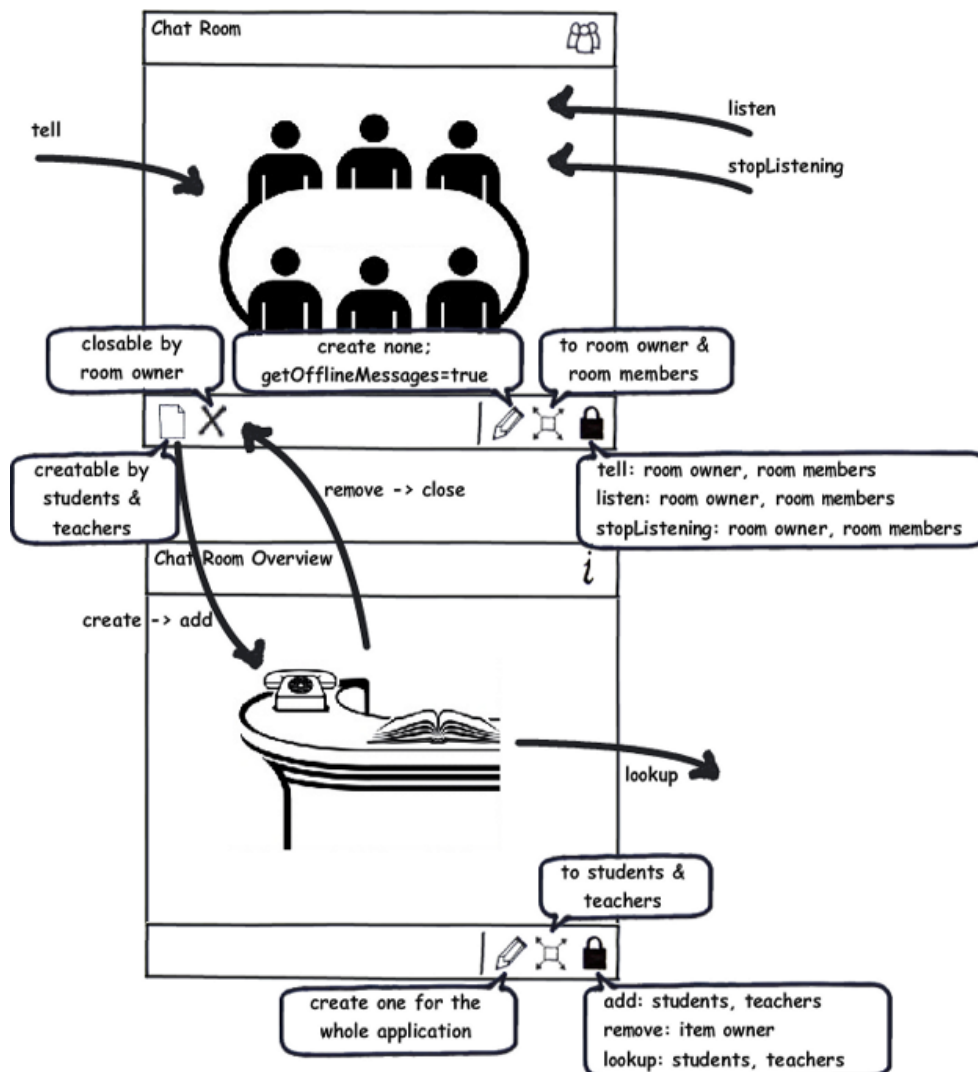 Chat Room
tell
listen
stopListening
closable by
room owner
create none;
getOfflineMessages=true
to room owner &
room members
creatable by
students &
teachers
remove -> close
tell: room owner, room members
listen: room owner, room members
stopListening: room owner, room members
Chat Room Overview
i
create -> add
lookup
to students &
teachers
create one for the
whole application
add: students, teachers
remove: item owner
lookup: students, teachers